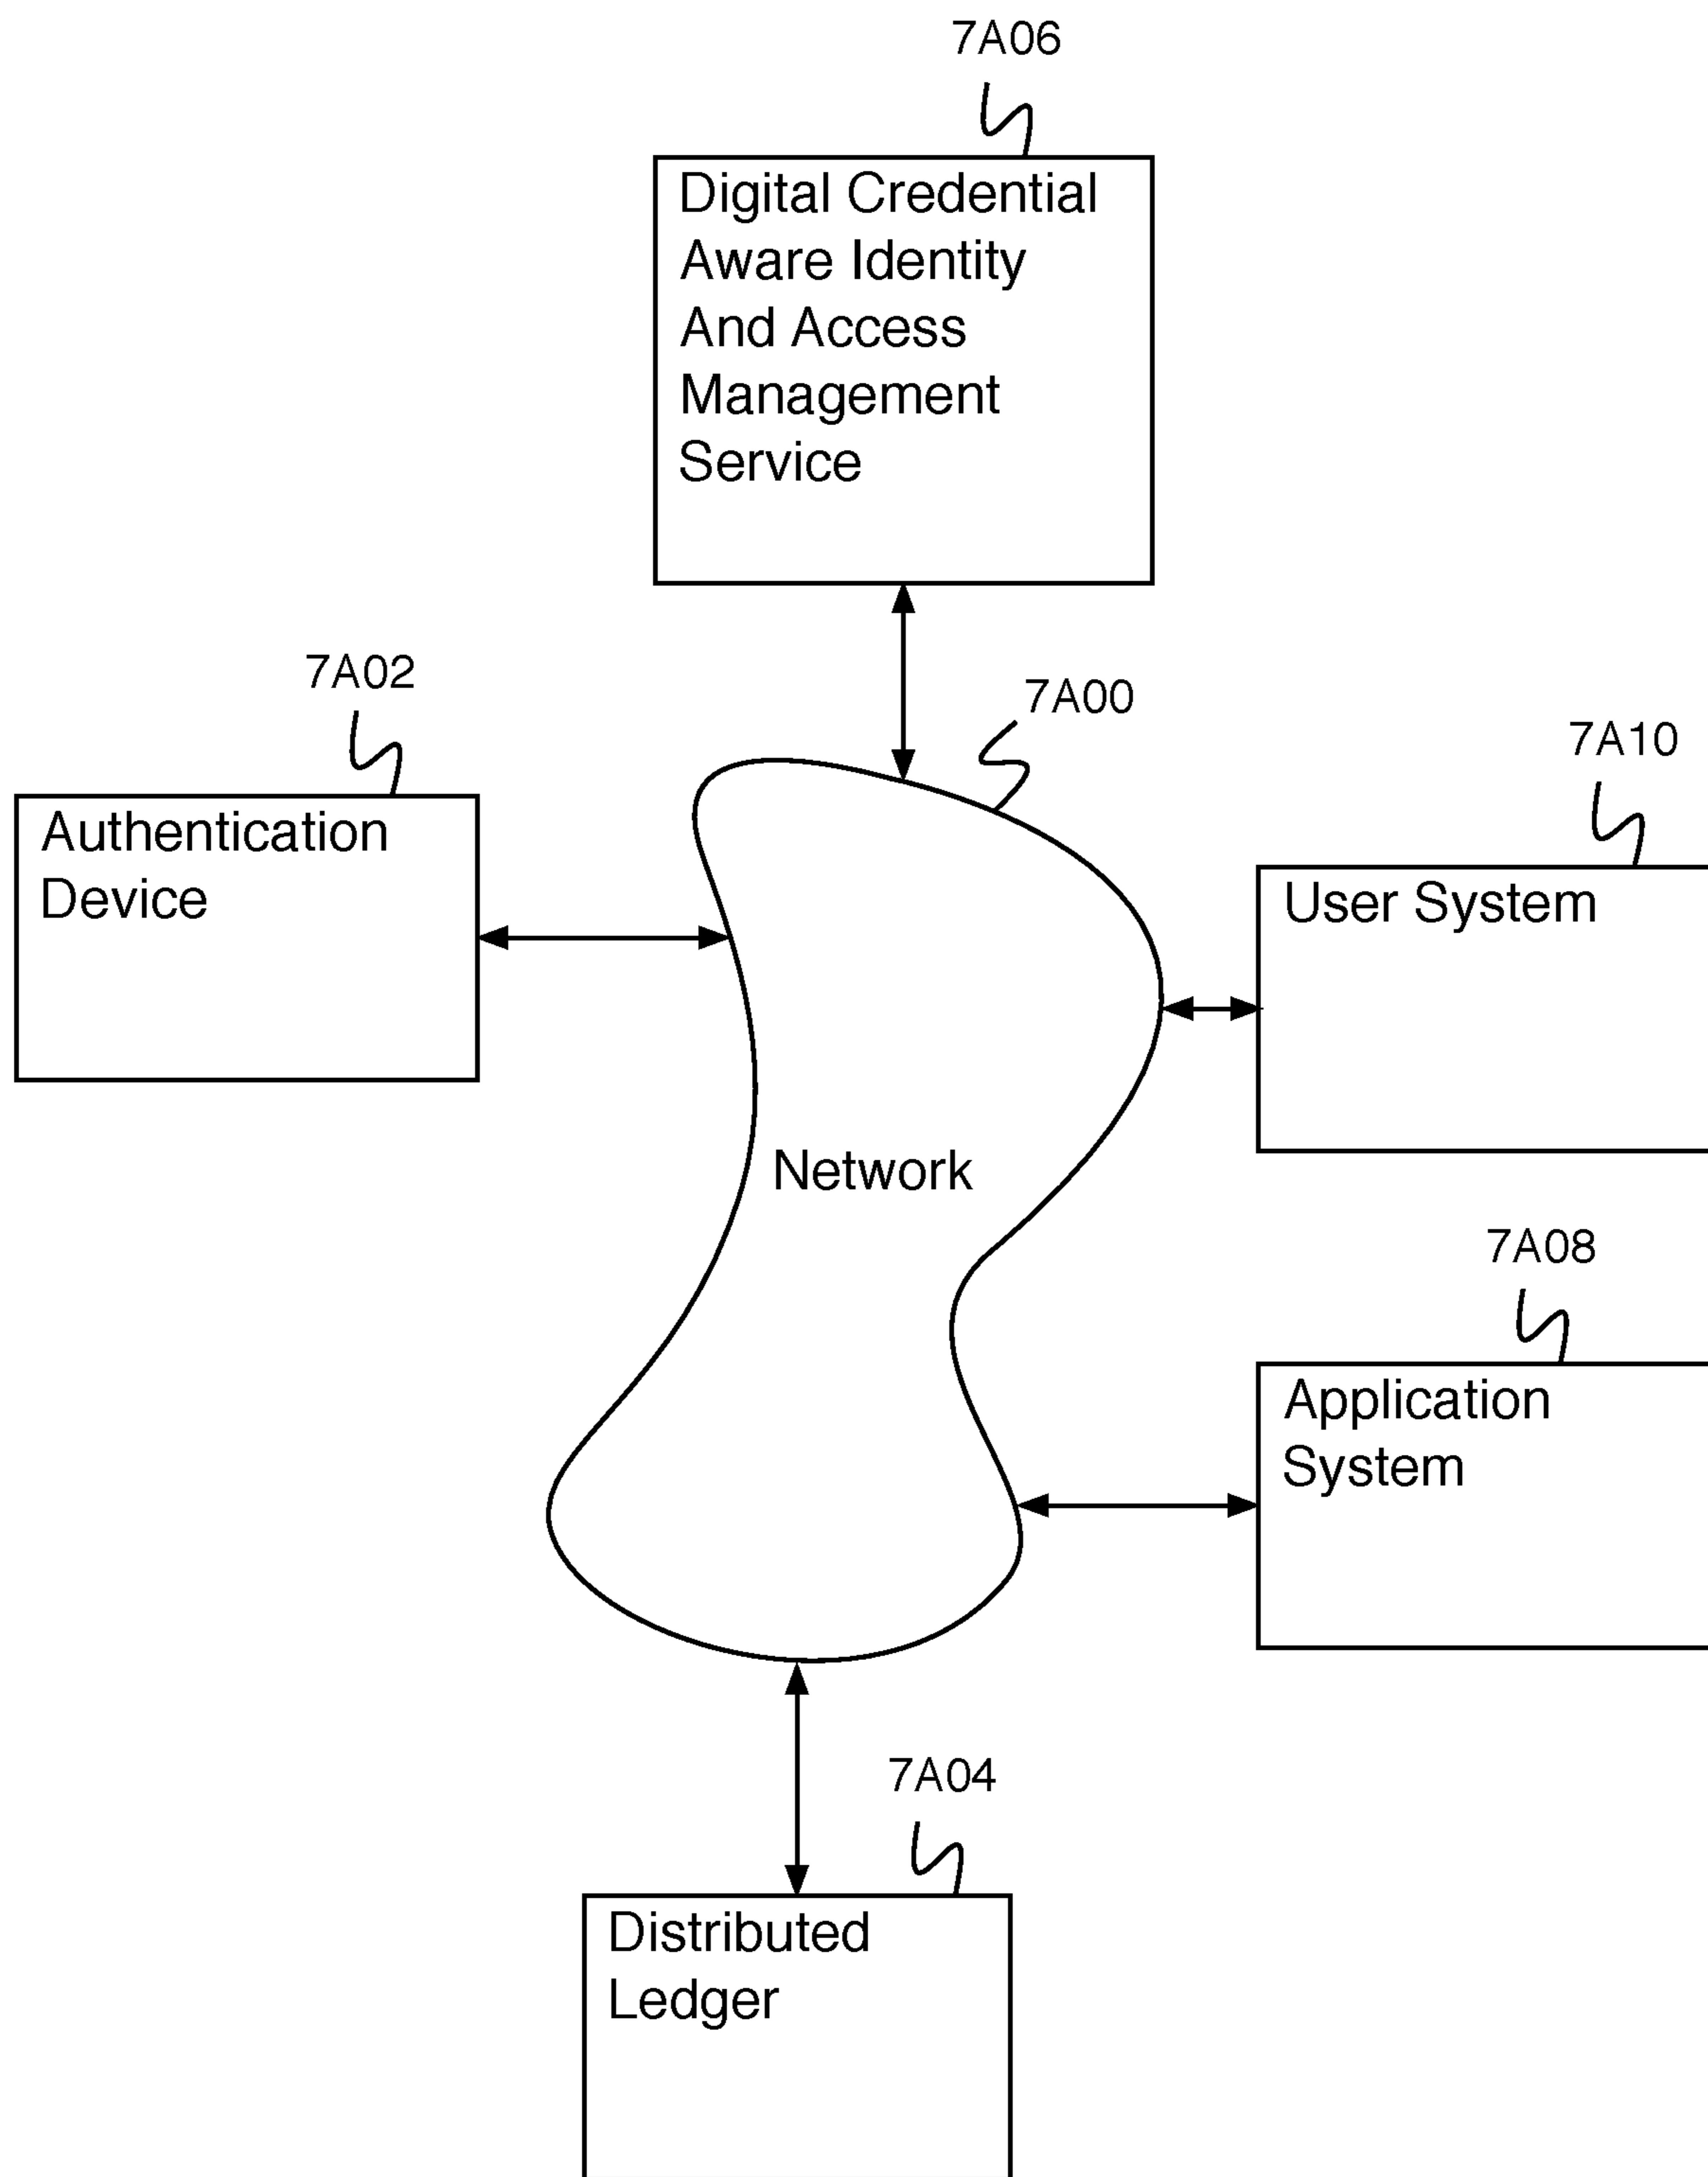 7A06
Digital Credential
Aware Identity
And Access
Management
Service
7A02
7A00
7A10
Authentication
Device
User System
Network
7A08
Application
System
7A04
Distributed
Ledger